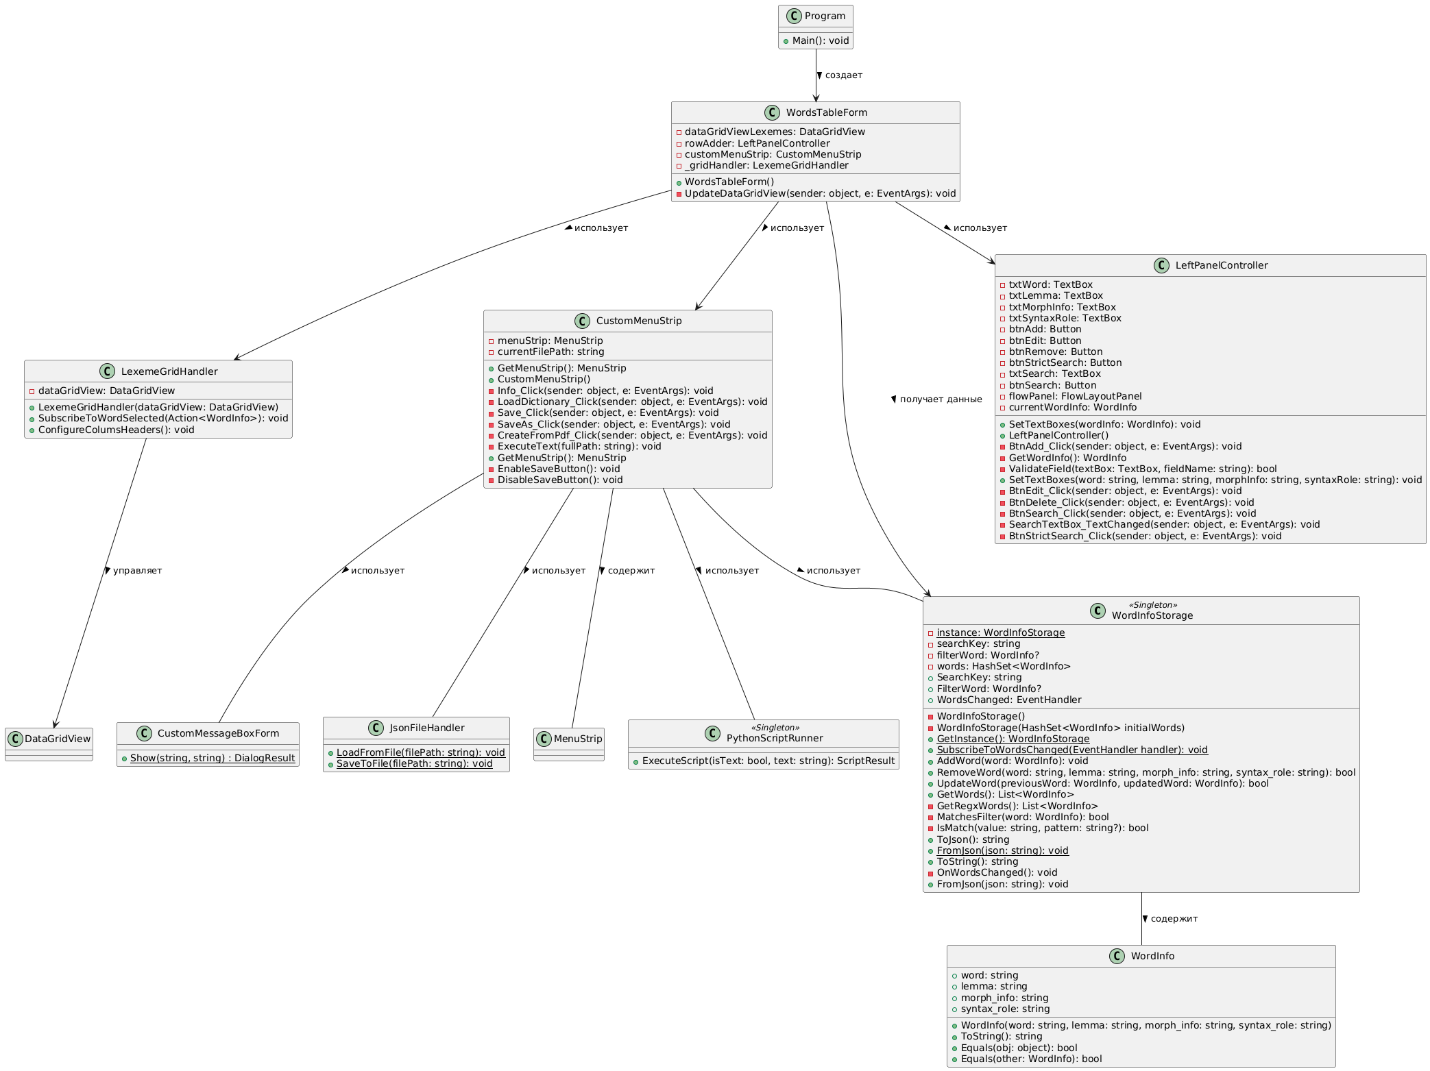 C Program
Main(): void
создает
C WordsTableForm
dataGridViewLexemes: DataGridView
rowAdder: LeftPanelController
customMenuStrip: CustomMenuStrip
_gridHandler: LexemeGridHandler
WordsTableForm()
UpdateDataGridView(sender: object, e: EventArgs): void
использует
использует
использует
получает данные
C LeftPanelController
txtWord: TextBox
txtLemma: TextBox
txtMorphInfo: TextBox
txtSyntaxRole: TextBox
btnAdd: Button
btnEdit: Button
btnRemove: Button
btnStrictSearch: Button
txtSearch: TextBox
btnSearch: Button
flowPanel: FlowLayoutPanel
currentWordInfo: WordInfo
SetTextBoxes(wordInfo: WordInfo): void
LeftPanelController()
BtnAdd_Click(sender: object, e: EventArgs): void
GetWordInfo(): WordInfo
ValidateField(textBox: TextBox, fieldName: string): bool
SetTextBoxes(word: string, lemma: string, morphInfo: string, syntaxRole: string): void
BtnEdit_Click(sender: object, e: EventArgs): void
BtnDelete_Click(sender: object, e: EventArgs): void
BtnSearch_Click(sender: object, e: EventArgs): void
SearchTextBox_TextChanged(sender: object, e: EventArgs): void
BtnStrictSearch_Click(sender: object, e: EventArgs): void
C CustomMenuStrip
menuStrip: MenuStrip
currentFilePath: string
GetMenuStrip(): MenuStrip
CustomMenuStrip()
Info_Click(sender: object, e: EventArgs): void
LoadDictionary_Click(sender: object, e: EventArgs): void
Save_Click(sender: object, e: EventArgs): void
SaveAs_Click(sender: object, e: EventArgs): void
CreateFromPdf_Click(sender: object, e: EventArgs): void
ExecuteText(fullPath: string): void
GetMenuStrip(): MenuStrip
EnableSaveButton(): void
DisableSaveButton(): void
C LexemeGridHandler
dataGridView: DataGridView
LexemeGridHandler(dataGridView: DataGridView)
SubscribeToWordSelected(Action<WordInfo>): void
ConfigureColumsHeaders(): void
управляет
использует
использует
содержит
использует
использует
C DataGridView
C CustomMessageBoxForm
Show(string, string) : DialogResult
C JsonFileHandler
LoadFromFile(filePath: string): void
SaveToFile(filePath: string): void
C MenuStrip
«Singleton»
C PythonScriptRunner
ExecuteScript(isText: bool, text: string): ScriptResult
«Singleton»
C WordInfoStorage
instance: WordInfoStorage
searchKey: string
filterWord: WordInfo?
words: HashSet<WordInfo>
SearchKey: string
FilterWord: WordInfo?
WordsChanged: EventHandler
WordInfoStorage()
WordInfoStorage(HashSet<WordInfo> initialWords)
GetInstance(): WordInfoStorage
SubscribeToWordsChanged(EventHandler handler): void
AddWord(word: WordInfo): void
RemoveWord(word: string, lemma: string, morph_info: string, syntax_role: string): bool
UpdateWord(previousWord: WordInfo, updatedWord: WordInfo): bool
GetWords(): List<WordInfo>
GetRegxWords(): List<WordInfo>
MatchesFilter(word: WordInfo): bool
IsMatch(value: string, pattern: string?): bool
ToJson(): string
FromJson(json: string): void
ToString(): string
OnWordsChanged(): void
FromJson(json: string): void
содержит
C WordInfo
word: string
lemma: string
morph_info: string
syntax_role: string
WordInfo(word: string, lemma: string, morph_info: string, syntax_role: string)
ToString(): string
Equals(obj: object): bool
Equals(other: WordInfo): bool